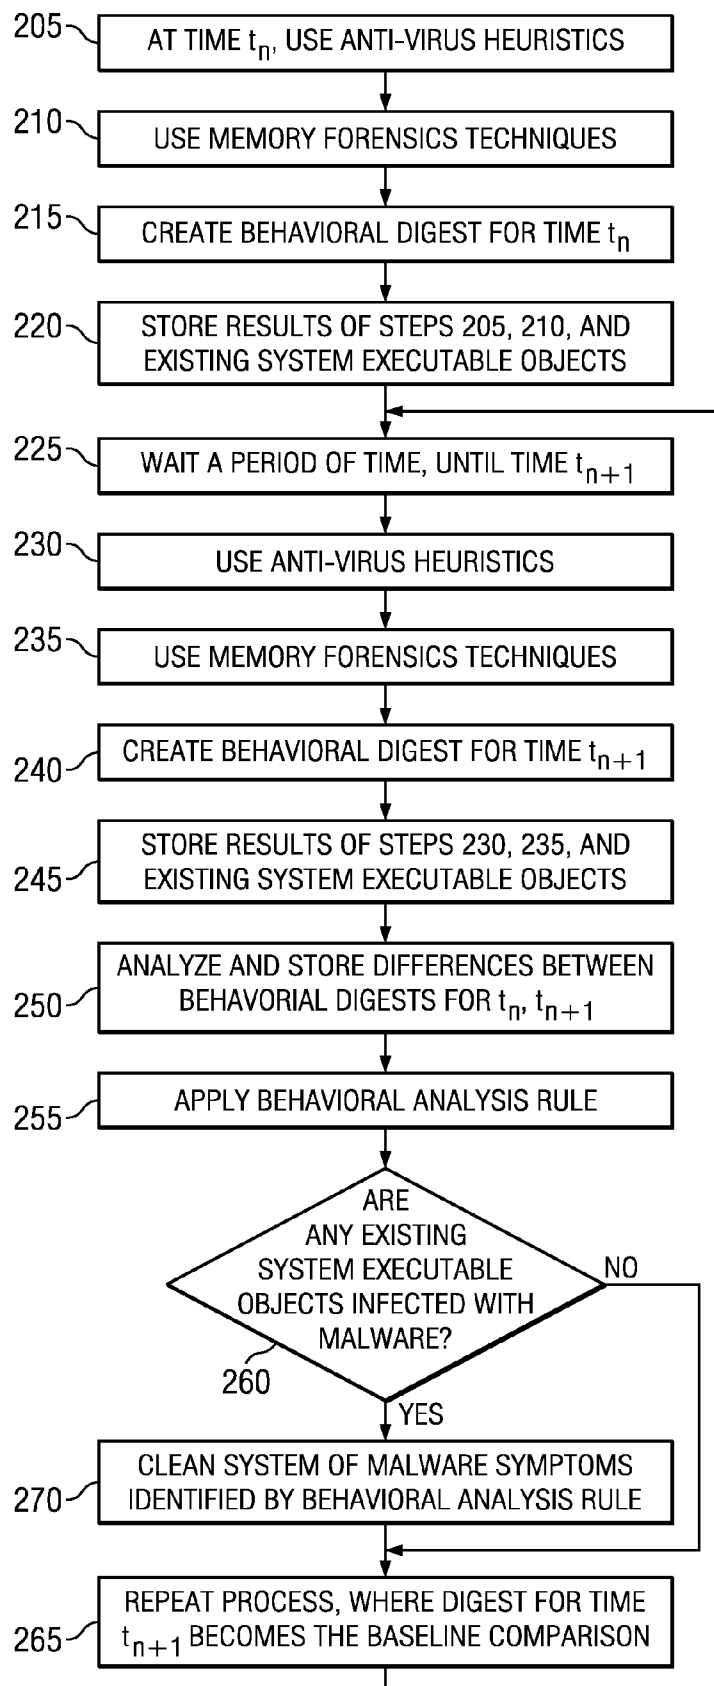 205
AT TIME tn, USE ANTI-VIRUS HEURISTICS
210
USE MEMORY FORENSICS TECHNIQUES
215
CREATE BEHAVIORAL DIGEST FOR TIME tn
220
STORE RESULTS OF STEPS 205, 210, AND
EXISTING SYSTEM EXECUTABLE OBJECTS
225
WAIT A PERIOD OF TIME, UNTIL TIME tn+1
230
USE ANTI-VIRUS HEURISTICS
235
USE MEMORY FORENSICS TECHNIQUES
240
CREATE BEHAVIORAL DIGEST FOR TIME tn+1
245
STORE RESULTS OF STEPS 230, 235, AND
EXISTING SYSTEM EXECUTABLE OBJECTS
250
ANALYZE AND STORE DIFFERENCES BETWEEN
BEHAVORIAL DIGESTS FOR tn, tn+1
255
APPLY BEHAVIORAL ANALYSIS RULE
ARE
ANY EXISTING
SYSTEM EXECUTABLE
OBJECTS INFECTED WITH
MALWARE?
NO
260
YES
270
CLEAN SYSTEM OF MALWARE SYMPTOMS
IDENTIFIED BY BEHAVIORAL ANALYSIS RULE
265
REPEAT PROCESS, WHERE DIGEST FOR TIME
tn+1 BECOMES THE BASELINE COMPARISON